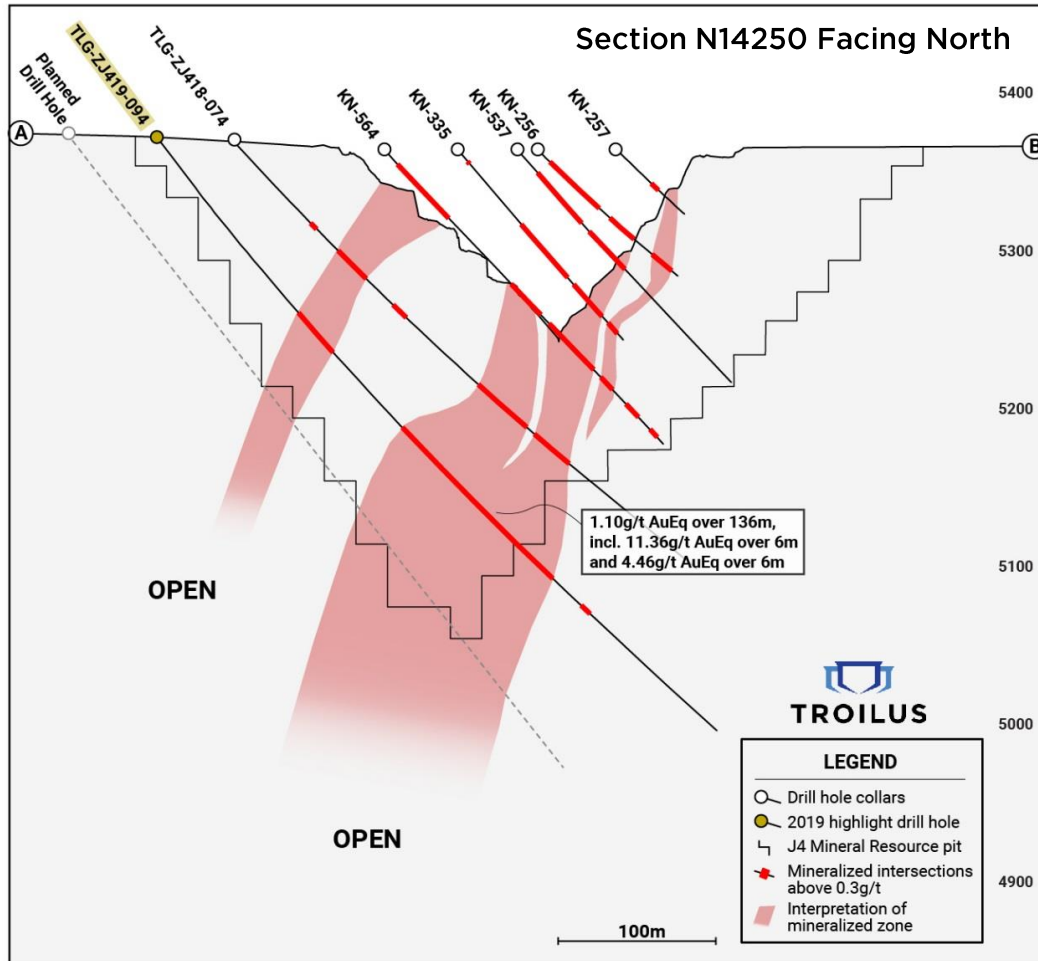 Section N14250 Facing North
Planned
Drill Hole
TLG-ZJ419-094
TLG-ZJ418-074
KN-564
KN-335
KN-537
KN-256
KN-257
5400
A
B
5300
5200
1.10g/t AuEq over 136m,
incl. 11.36g/t AuEq over 6m
and 4.46g/t AuEq over 6m
5100
OPEN
5000
TROILUS
OPEN
LEGEND
Drill hole collars
2019 highlight drill hole
J4 Mineral Resource pit
Mineralized intersections
above 0.3g/t
Interpretation of
mineralized zone
4900
100m